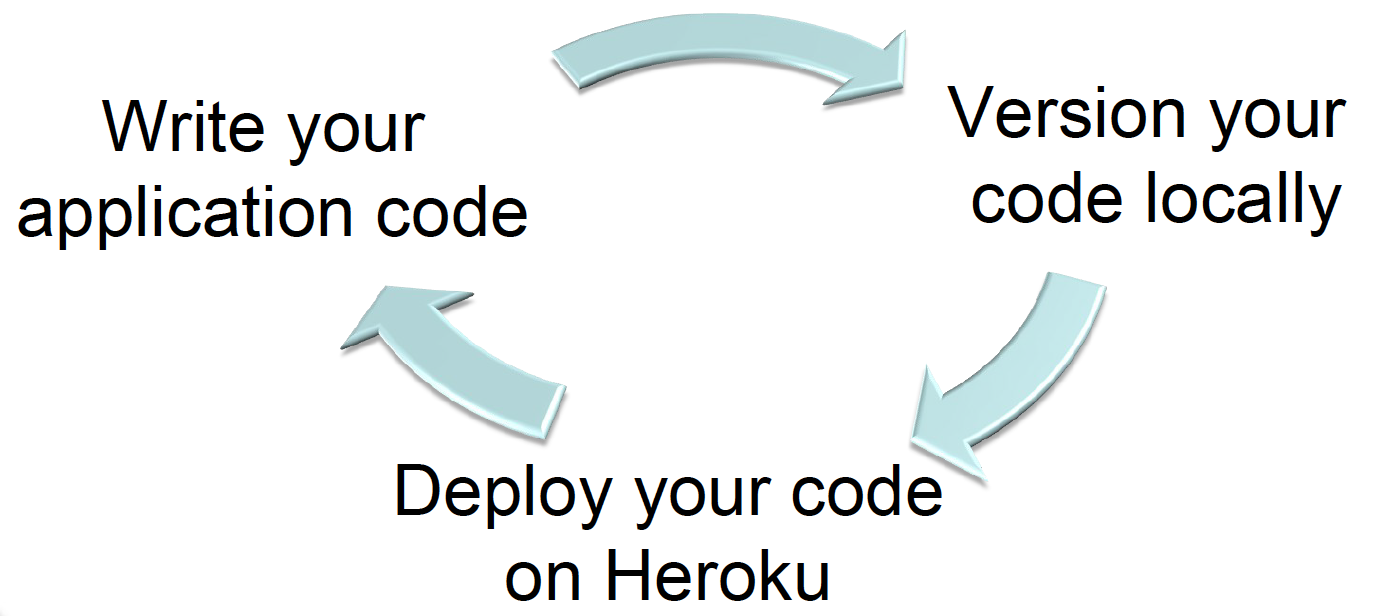 Write your
application code
Version your
code locally
Deploy your code
on Heroku